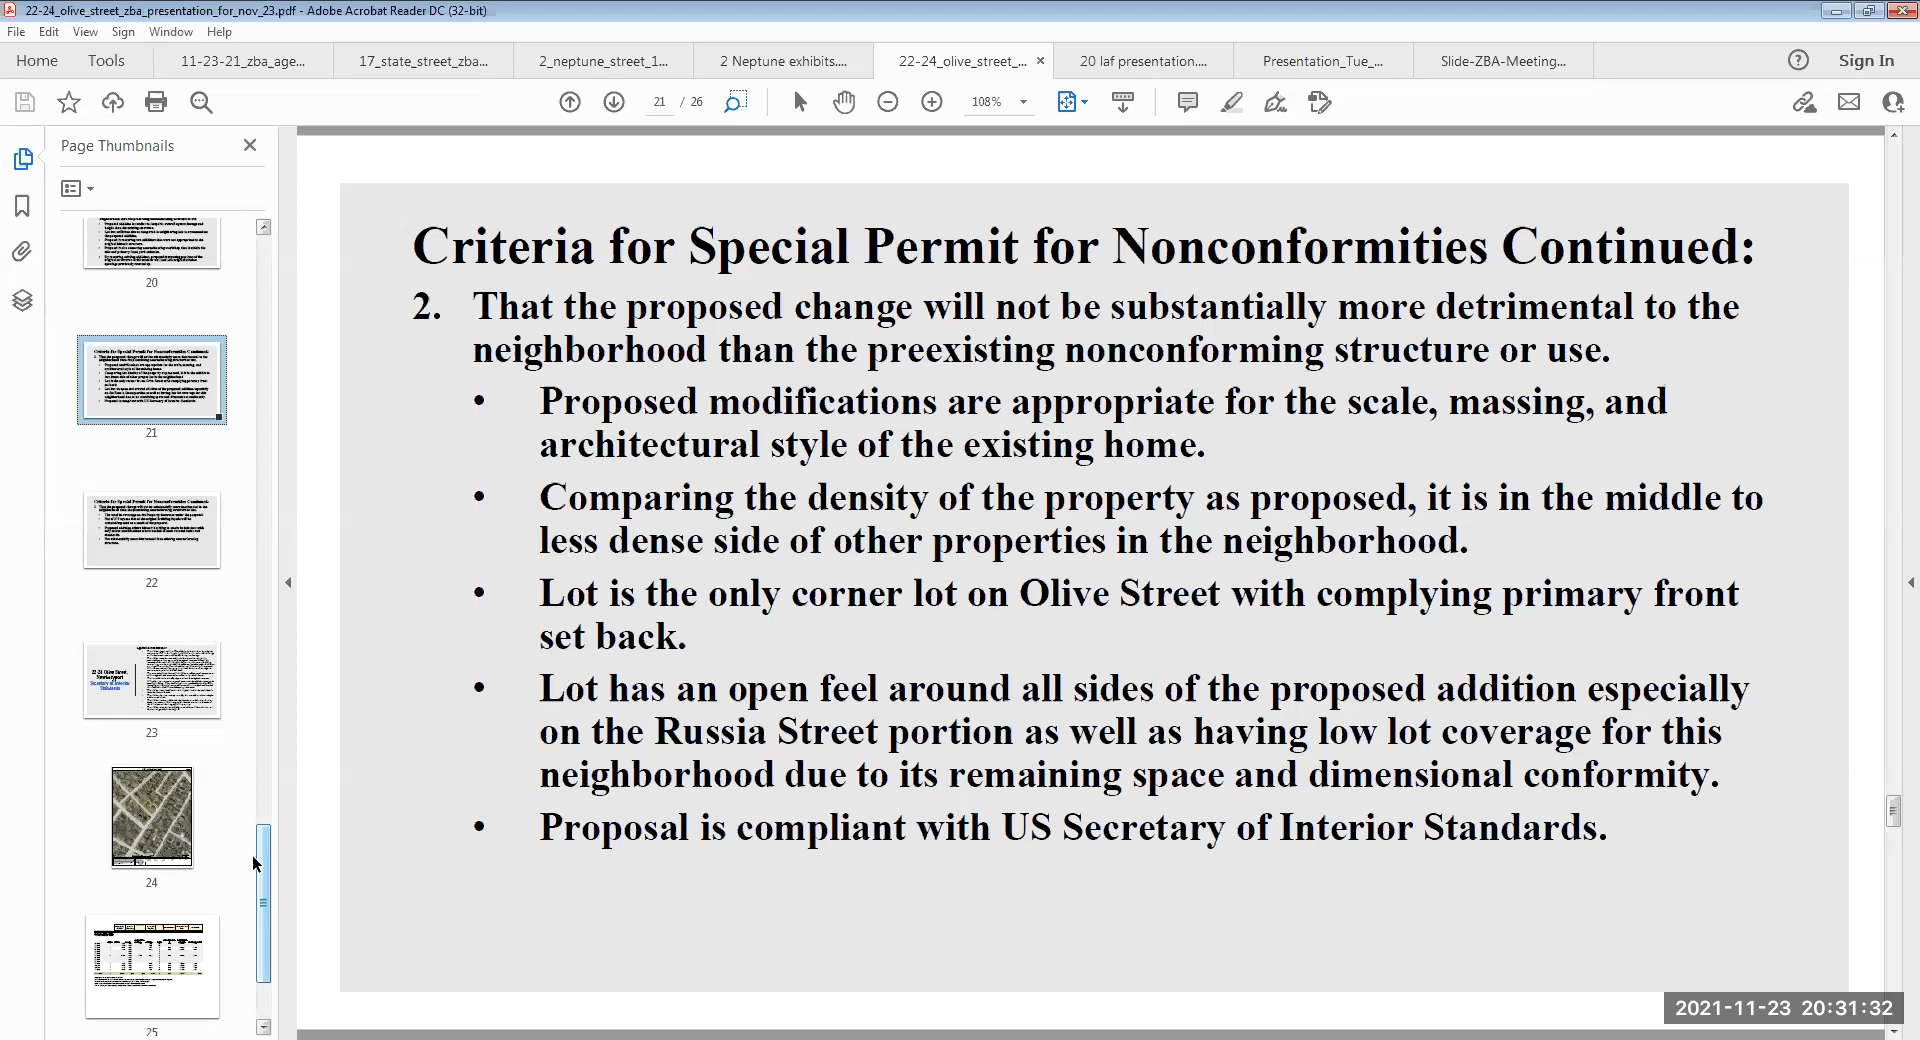 22-24_olive_street_zba_presentation_for_nov_23.pdf - Adobe Acrobat Reader DC (32-bit)
File Edit View Sign Window Help
Home Tools 11-23-21_zba_age... 17_state_street_zba... 2_neptune_street_1... 2 Neptune exhibits.... 22-24_olive_street_... 20 laf presentation.... Presentation_Tue_... Slide-ZBA-Meeting... Sign In
21 / 26 108%
Page Thumbnails
20
21
22
22-24 Olive Street,
Newburyport
Secretary of Interior
Standards
23
24
25
Criteria for Special Permit for Nonconformities Continued:
2. That the proposed change will not be substantially more detrimental to the
neighborhood than the preexisting nonconforming structure or use.
• Proposed modifications are appropriate for the scale, massing, and
architectural style of the existing home.
• Comparing the density of the property as proposed, it is in the middle to
less dense side of other properties in the neighborhood.
• Lot is the only corner lot on Olive Street with complying primary front
set back.
• Lot has an open feel around all sides of the proposed addition especially
on the Russia Street portion as well as having low lot coverage for this
neighborhood due to its remaining space and dimensional conformity.
• Proposal is compliant with US Secretary of Interior Standards.
2021-11-23 20:31:32